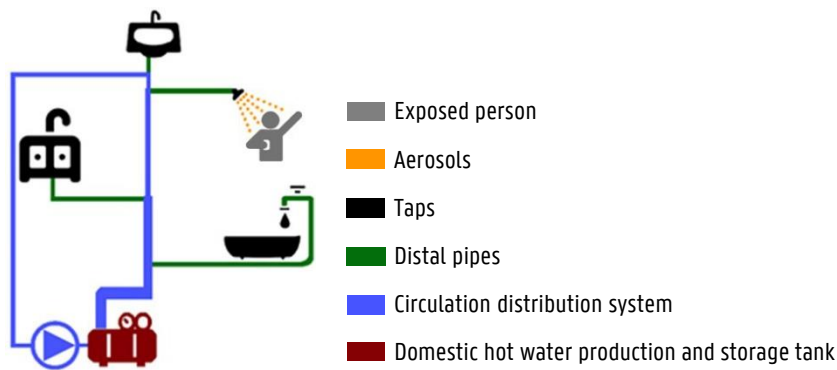 Exposed person
Aerosols
Taps
Distal pipes
Circulation distribution system
Domestic hot water production and storage tank